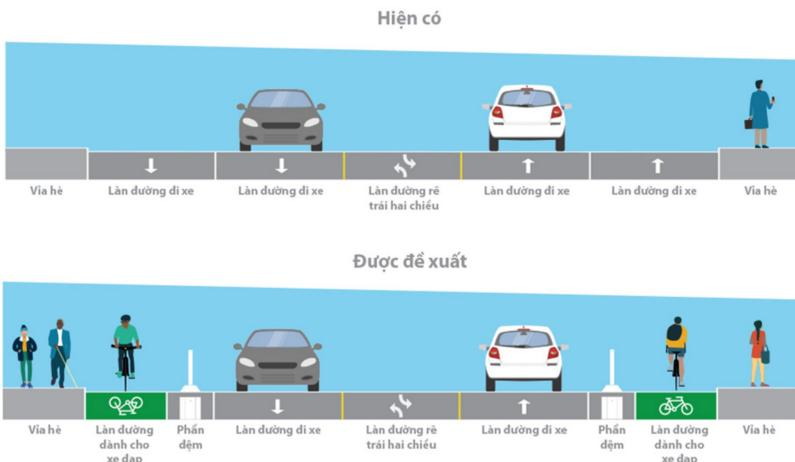 Hiện có
Vỉa hè
Làn đường đi xe
Làn đường đi xe
Làn đường rẽ
trái hai chiều
Làn đường đi xe
Làn đường đi xe
Vỉa hè
Được đề xuất
Vỉa hè
Làn đường
dành cho
xe đạp
Phần
đệm
Làn đường đi xe
Làn đường rẽ
trái hai chiều
Làn đường đi xe
Phần
đệm
Làn đường
dành cho
xe đạp
Vỉa hè